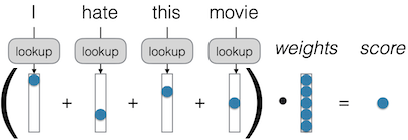 I hate this movie
lookup lookup lookup lookup weights score
( + + + ) • =